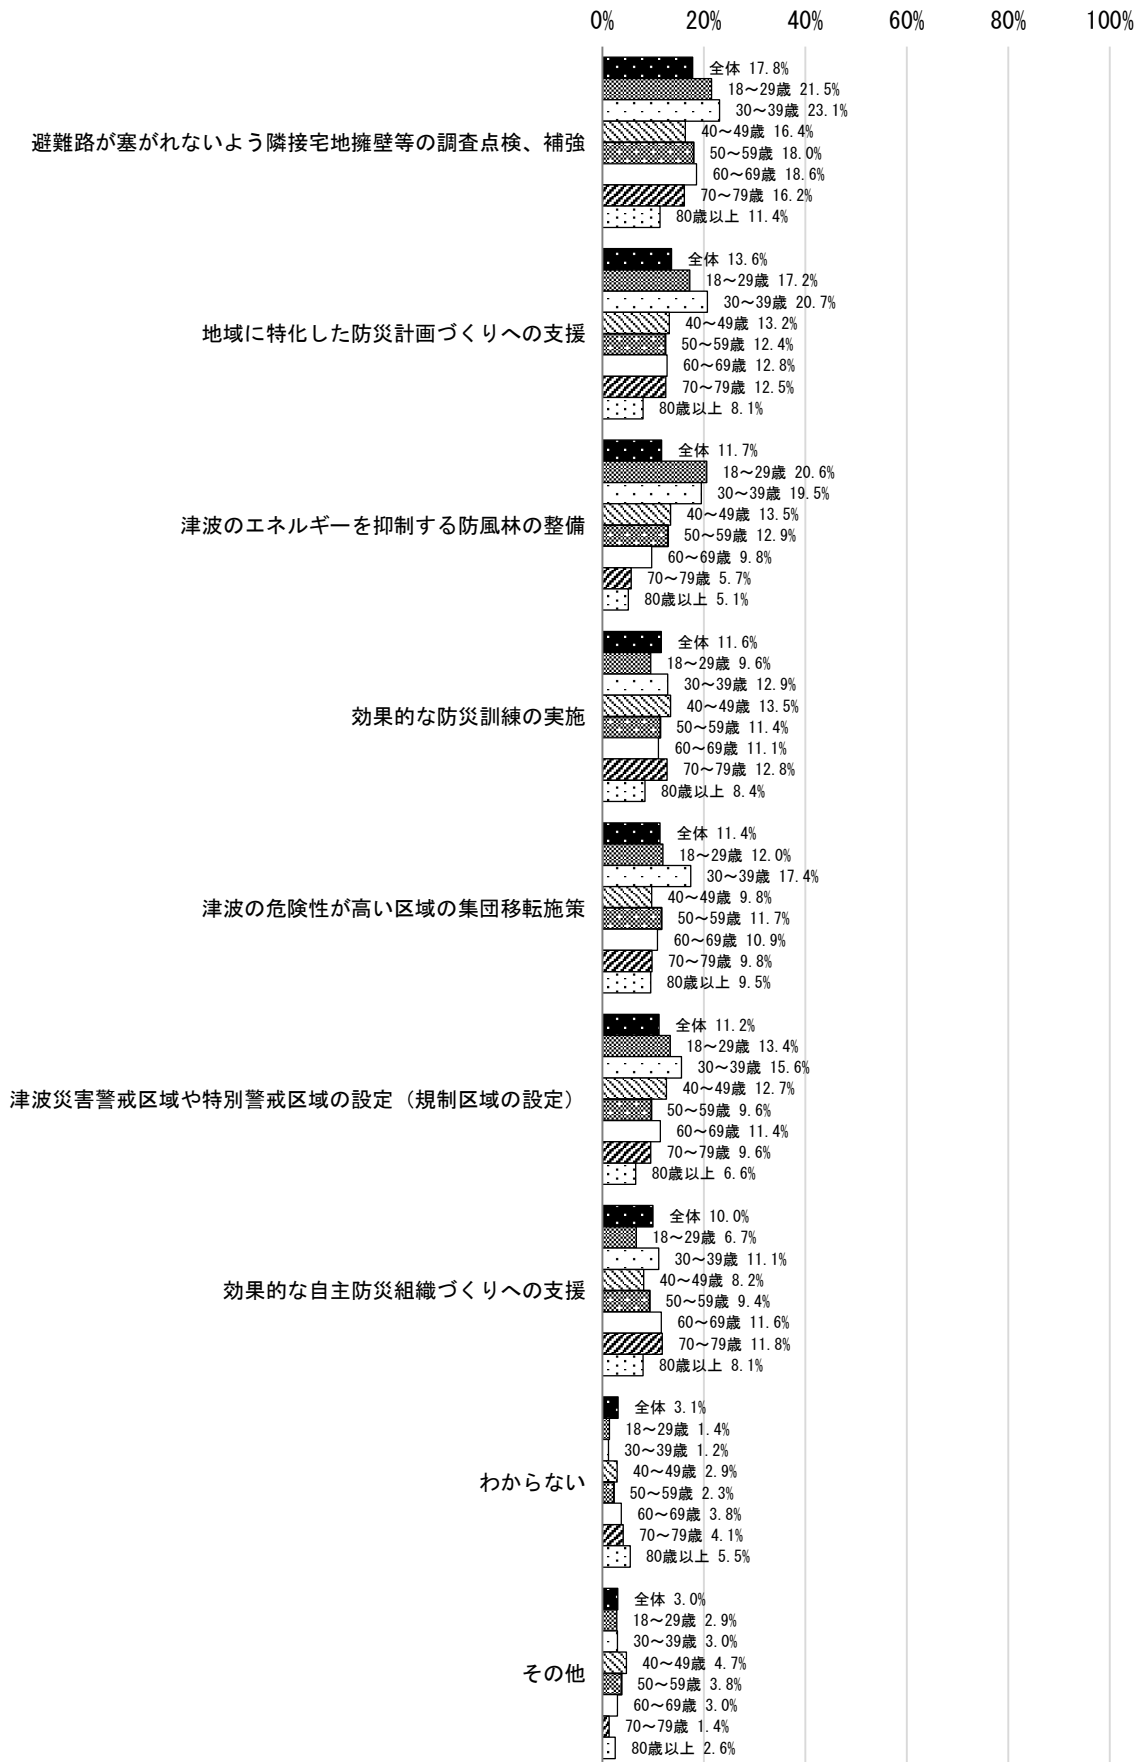 0% 20% 40% 60% 80% 100%
避難路が塞がれないよう隣接宅地擁壁等の調査点検、補強
全体 17.8%
18～29歳 21.5%
30～39歳 23.1%
40～49歳 16.4%
50～59歳 18.0%
60～69歳 18.6%
70～79歳 16.2%
80歳以上 11.4%
地域に特化した防災計画づくりへの支援
全体 13.6%
18～29歳 17.2%
30～39歳 20.7%
40～49歳 13.2%
50～59歳 12.4%
60～69歳 12.8%
70～79歳 12.5%
80歳以上 8.1%
津波のエネルギーを抑制する防風林の整備
全体 11.7%
18～29歳 20.6%
30～39歳 19.5%
40～49歳 13.5%
50～59歳 12.9%
60～69歳 9.8%
70～79歳 5.7%
80歳以上 5.1%
効果的な防災訓練の実施
全体 11.6%
18～29歳 9.6%
30～39歳 12.9%
40～49歳 13.5%
50～59歳 11.4%
60～69歳 11.1%
70～79歳 12.8%
80歳以上 8.4%
津波の危険性が高い区域の集団移転施策
全体 11.4%
18～29歳 12.0%
30～39歳 17.4%
40～49歳 9.8%
50～59歳 11.7%
60～69歳 10.9%
70～79歳 9.8%
80歳以上 9.5%
津波災害警戒区域や特別警戒区域の設定（規制区域の設定）
全体 11.2%
18～29歳 13.4%
30～39歳 15.6%
40～49歳 12.7%
50～59歳 9.6%
60～69歳 11.4%
70～79歳 9.6%
80歳以上 6.6%
効果的な自主防災組織づくりへの支援
全体 10.0%
18～29歳 6.7%
30～39歳 11.1%
40～49歳 8.2%
50～59歳 9.4%
60～69歳 11.6%
70～79歳 11.8%
80歳以上 8.1%
わからない
全体 3.1%
18～29歳 1.4%
30～39歳 1.2%
40～49歳 2.9%
50～59歳 2.3%
60～69歳 3.8%
70～79歳 4.1%
80歳以上 5.5%
その他
全体 3.0%
18～29歳 2.9%
30～39歳 3.0%
40～49歳 4.7%
50～59歳 3.8%
60～69歳 3.0%
70～79歳 1.4%
80歳以上 2.6%